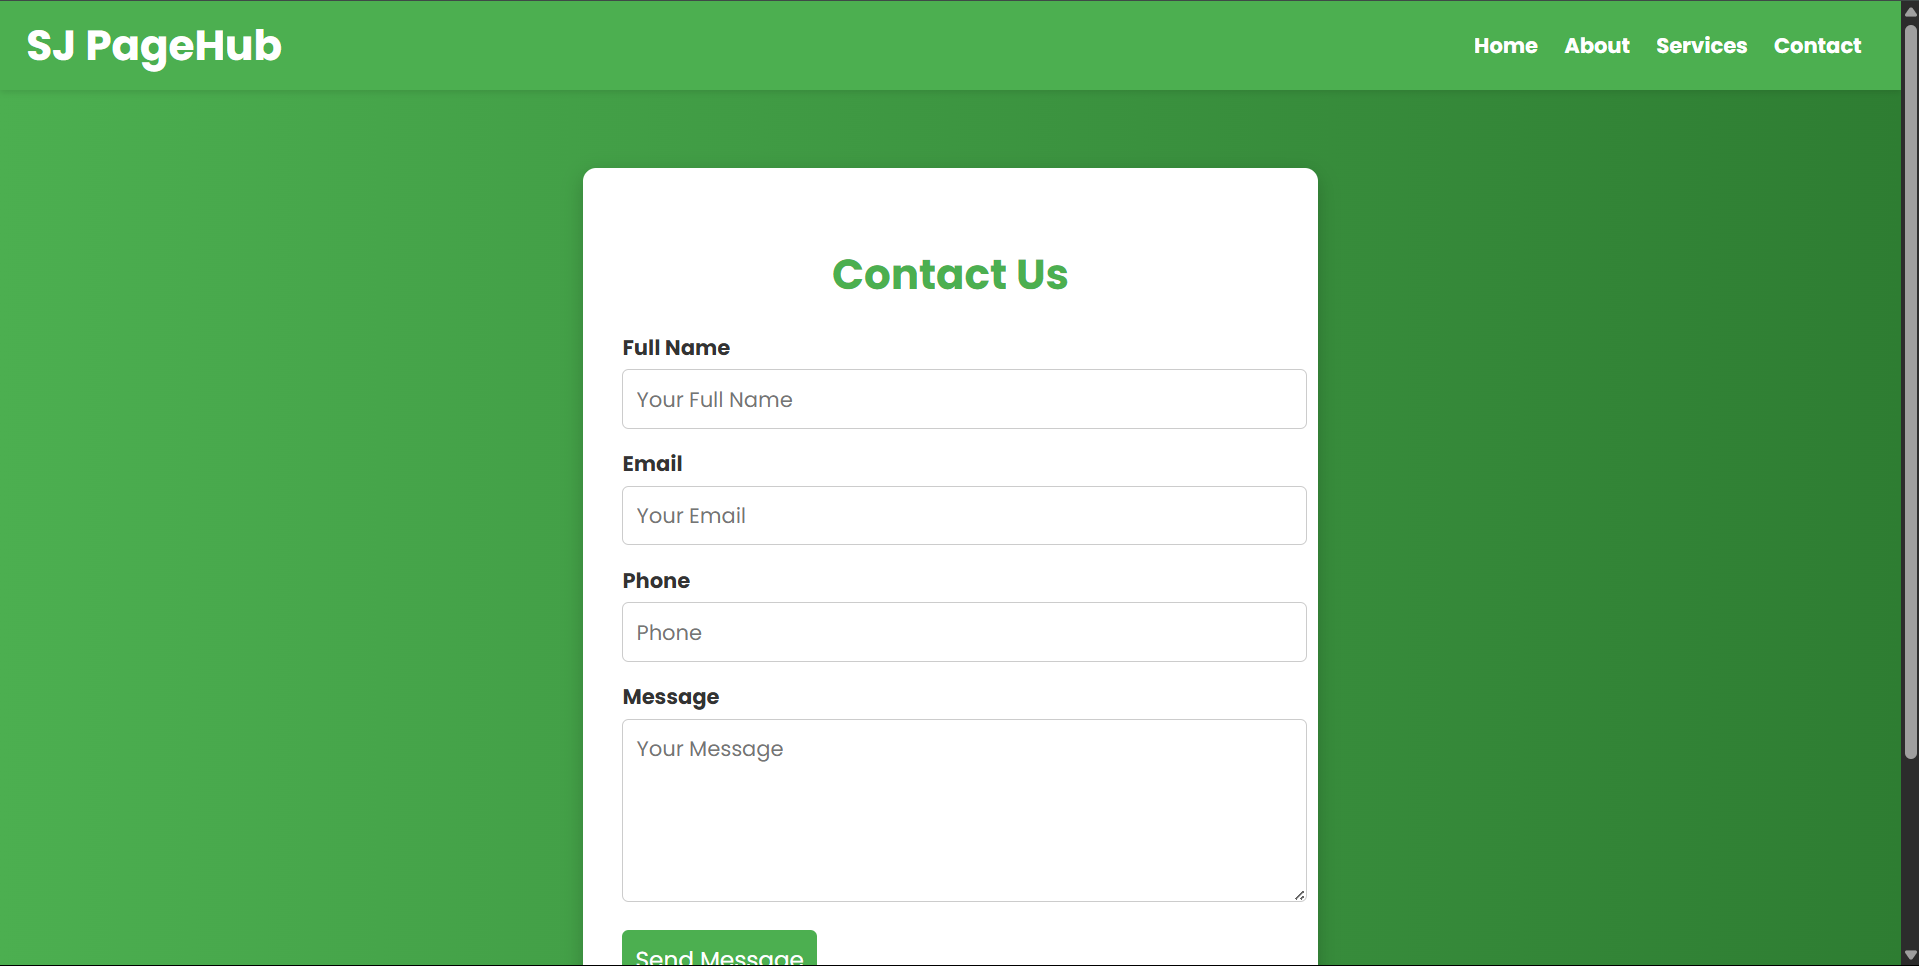 SJ PageHub
Home About Services Contact
Contact Us
Full Name
Your Full Name
Email
Your Email
Phone
Phone
Message
Your Message
Send Message